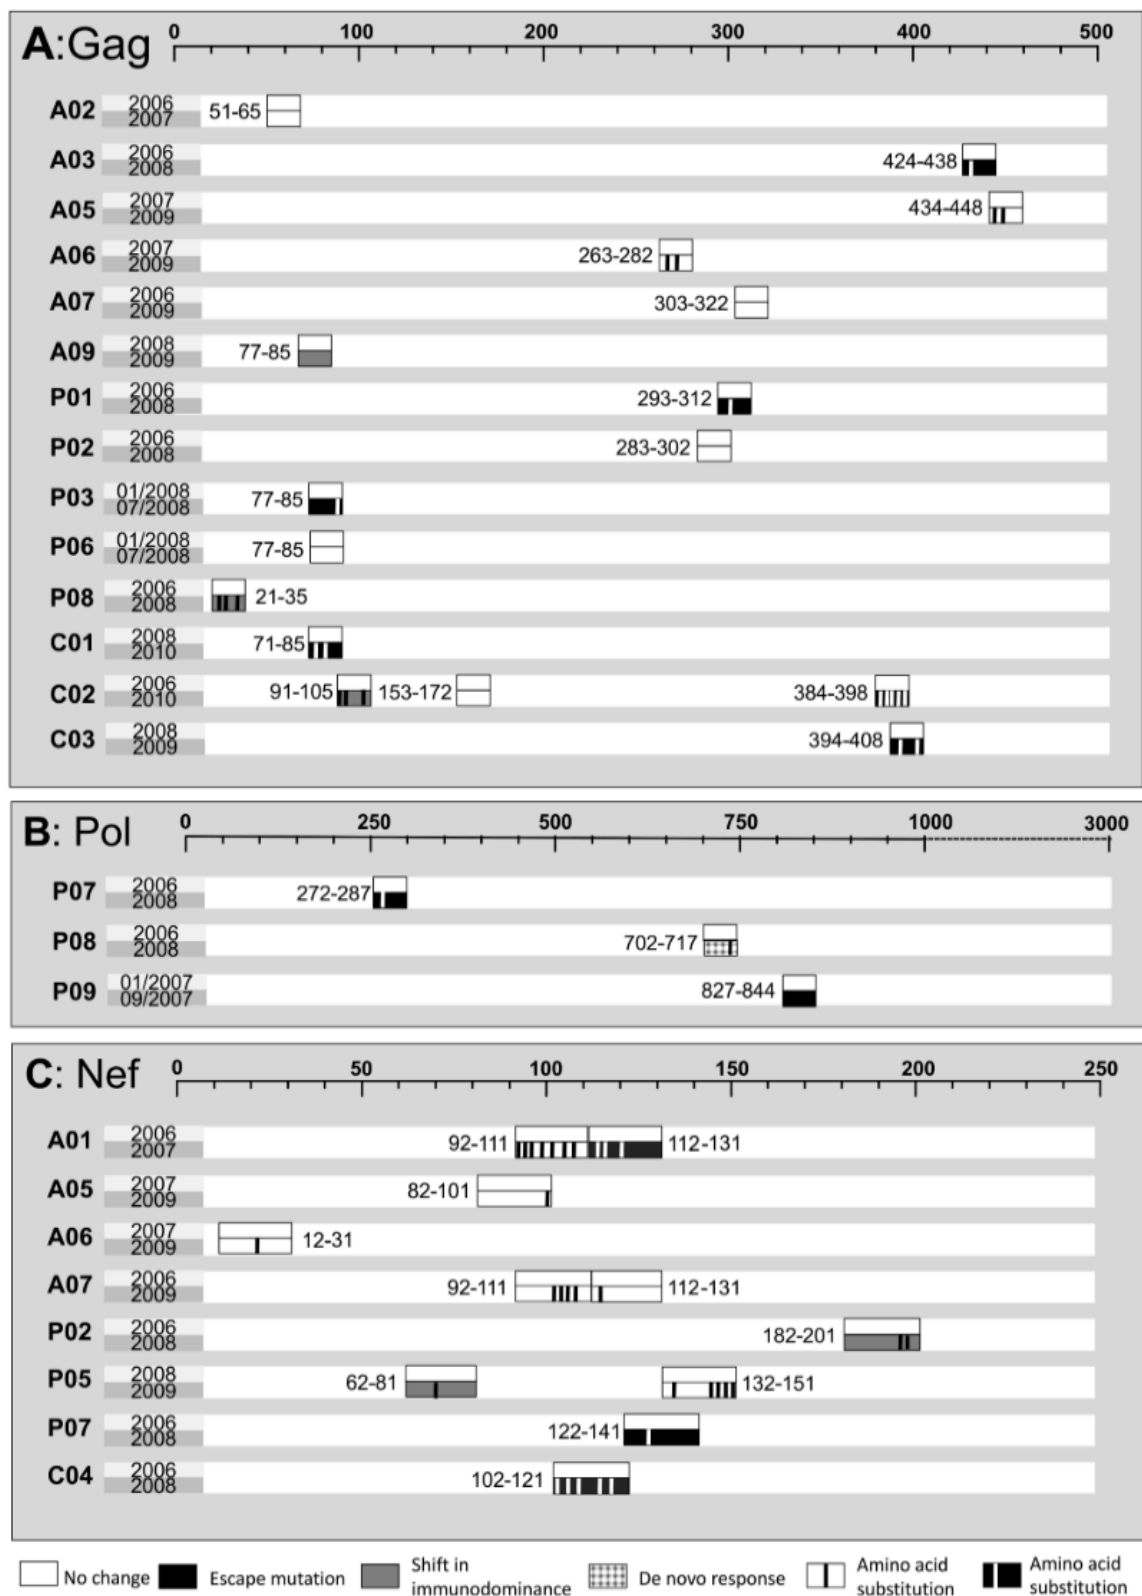 A:Gag
0 100 200 300 400 500
A02 2006 51-65
2007
A03 2006 424-438
2008
A05 2007 434-448
2009
A06 2007 263-282
2009
A07 2006 303-322
2009
A09 2008 77-85
2009
P01 2006 293-312
2008
P02 2006 283-302
2008
P03 01/2008 77-85
07/2008
P06 01/2008 77-85
07/2008
P08 2006 21-35
2008
C01 2008 71-85
2010
C02 2006 91-105 153-172 384-398
2010
C03 2008 394-408
2009
B: Pol
0 250 500 750 1000 3000
P07 2006 272-287
2008
P08 2006 702-717
2008
P09 01/2007 827-844
09/2007
C: Nef
0 50 100 150 200 250
A01 2006 92-111 112-131
2007
A05 2007 82-101
2009
A06 2007 12-31
2009
A07 2006 92-111 112-131
2009
P02 2006 182-201
2008
P05 2008 62-81 132-151
2009
P07 2006 122-141
2008
C04 2006 102-121
2008
No change Escape mutation Shift in immunodominance De novo response Amino acid substitution Amino acid substitution